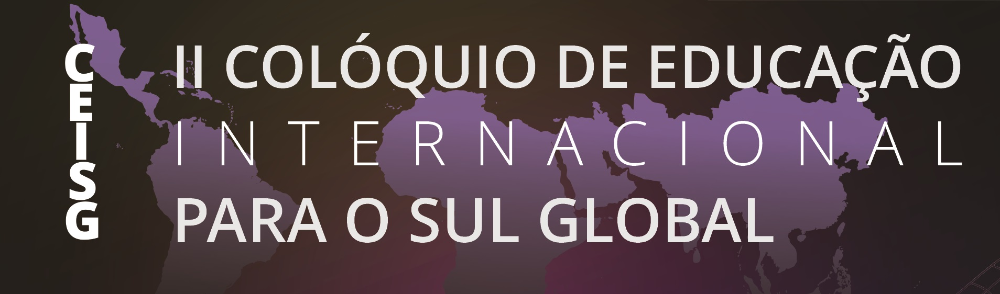 CEISG
II COLÓQUIO DE EDUCAÇÃO
INTERNACIONAL
PARA O SUL GLOBAL